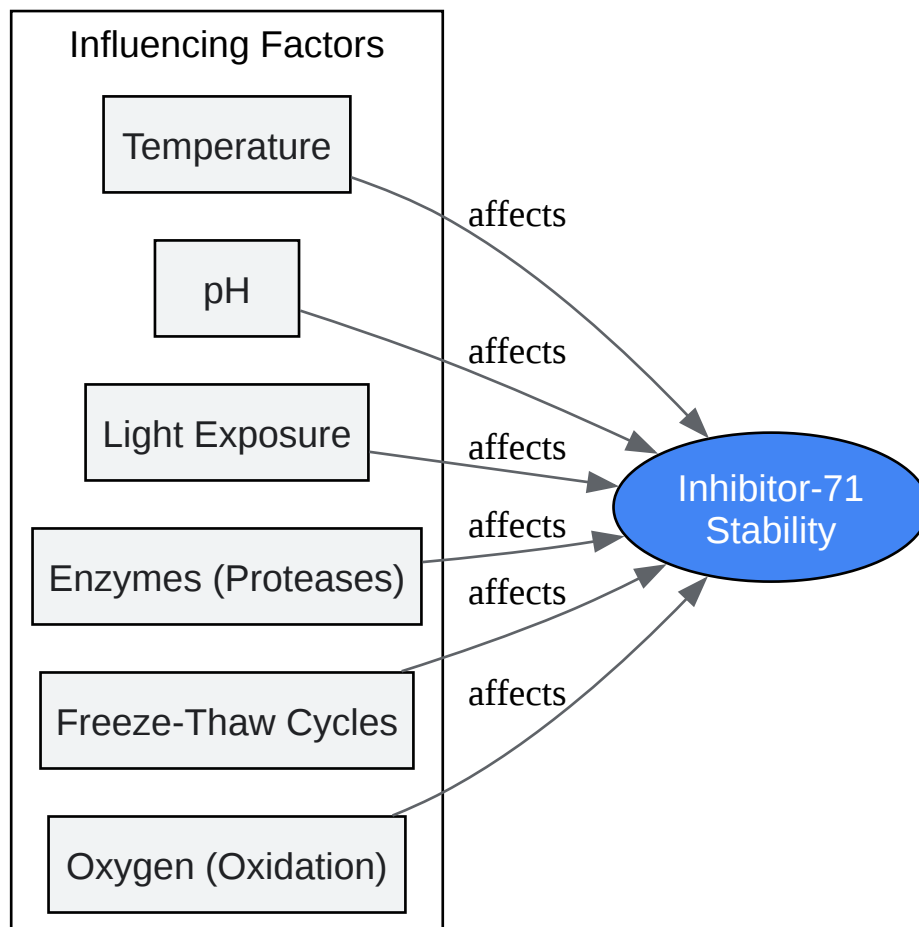 Influencing Factors
Temperature
affects
pH
affects
Light Exposure
affects
Inhibitor-71
Stability
Enzymes (Proteases)
affects
affects
Freeze-Thaw Cycles
affects
Oxygen (Oxidation)